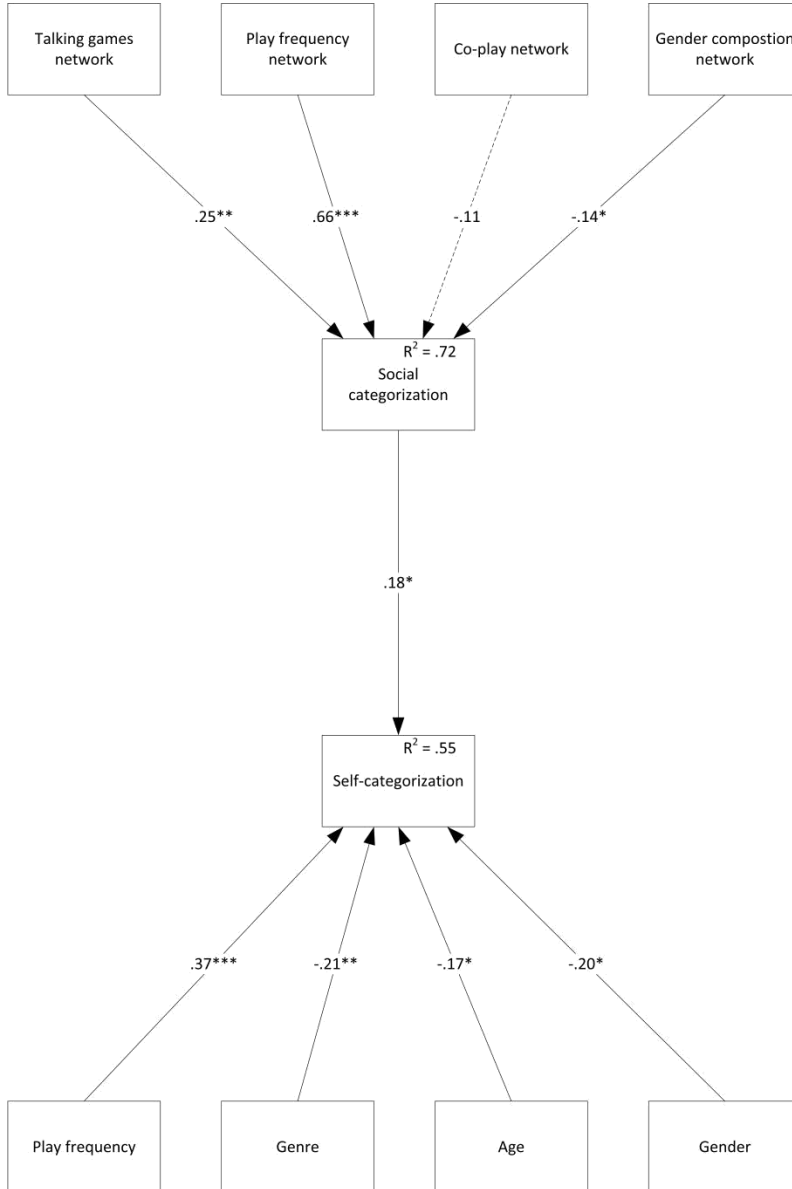 Talking games
network
Play frequency
network
Co-play network
Gender compostion
network
.25**
.66***
-.11
-.14*
R² = .72
Social
categorization
.18*
R² = .55
Self-categorization
.37***
-.21**
-.17*
-.20*
Play frequency
Genre
Age
Gender